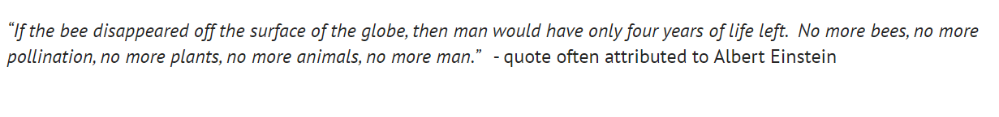 “If the bee disappeared off the surface of the globe, then man would have only four years of life left.  No more bees, no more
pollination, no more plants, no more animals, no more man.”   - quote often attributed to Albert Einstein